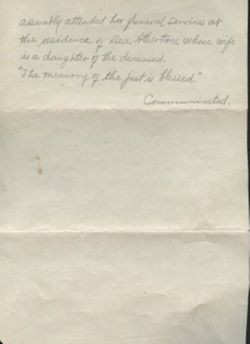 assembly attended her funeral services at
the residence of Dea. Atherton, whose wife
is a daughter of the deceased.
"The memory of the just is blessed."
Communicated.